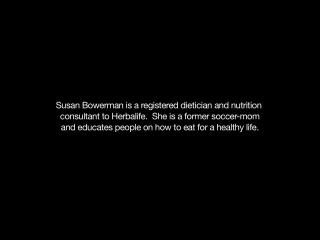 Susan Bowerman is a registered dietician and nutrition
consultant to Herbalife.  She is a former soccer-mom
and educates people on how to eat for a healthy life.